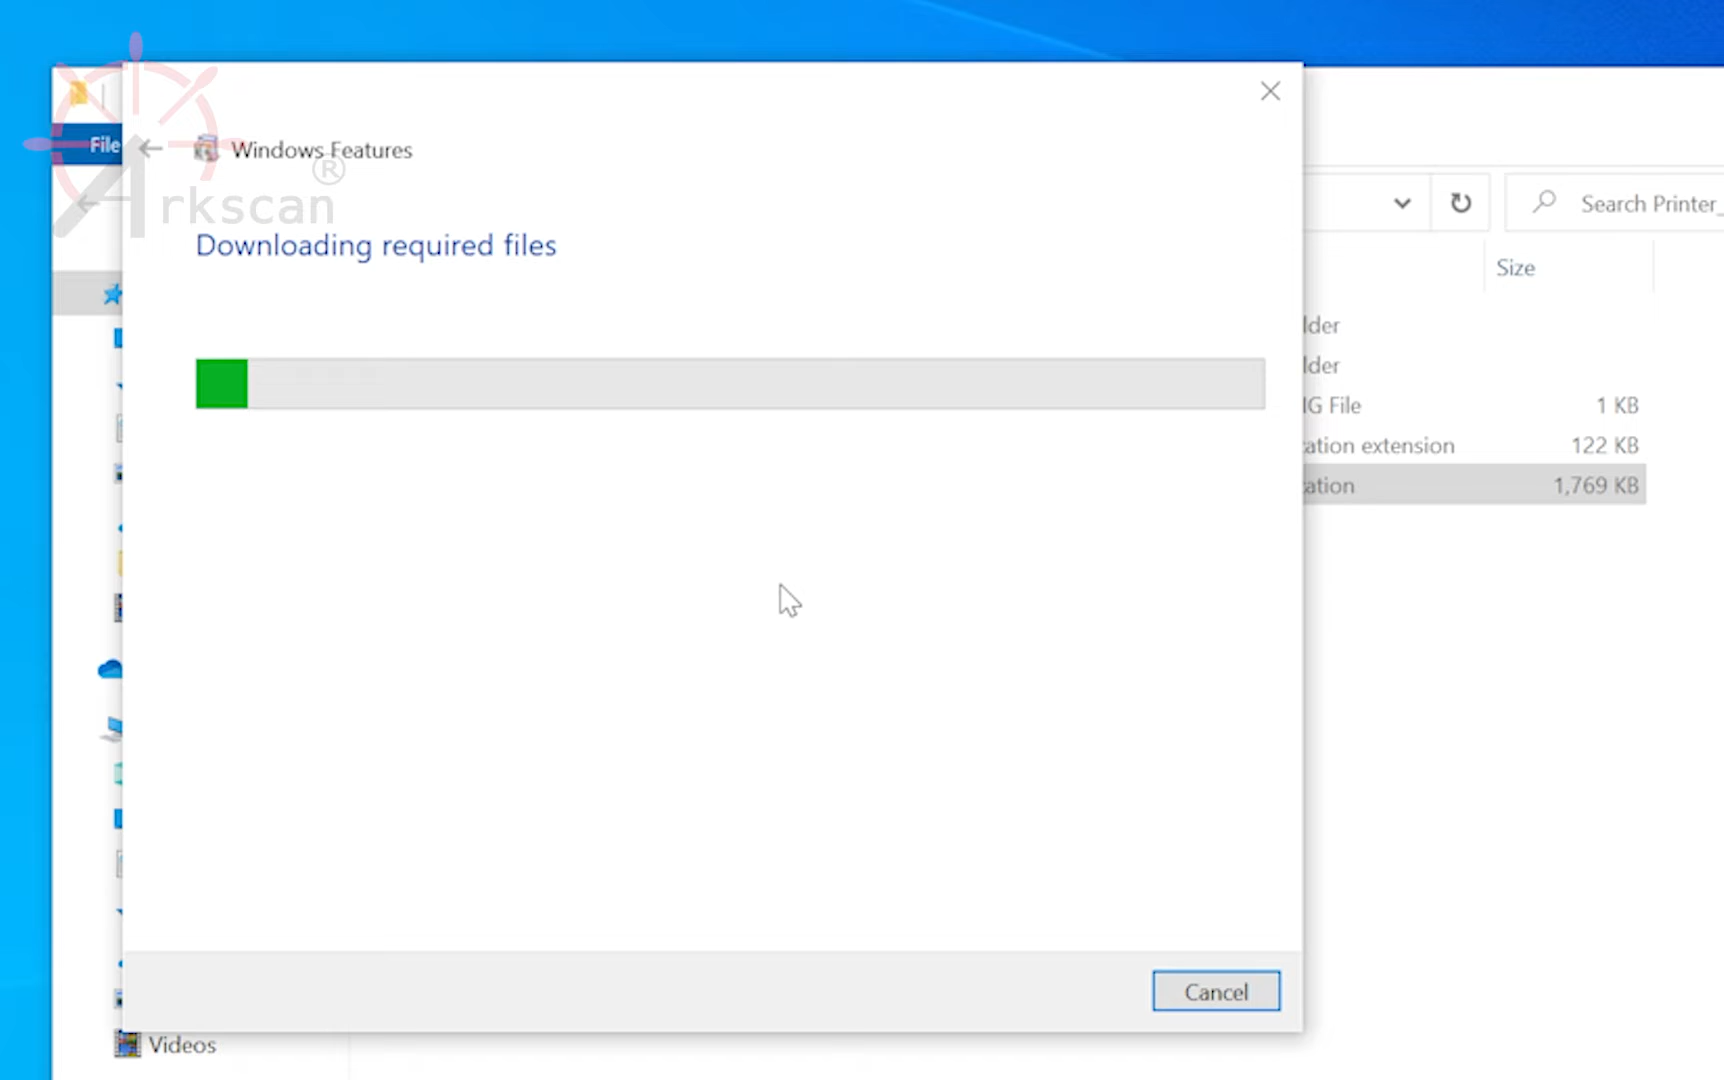 File
Windows Features
rkscan
®
Search Printer_
Downloading required files
Size
lder
lder
IG File 1 KB
ation extension 122 KB
ation 1,769 KB
Cancel
Videos